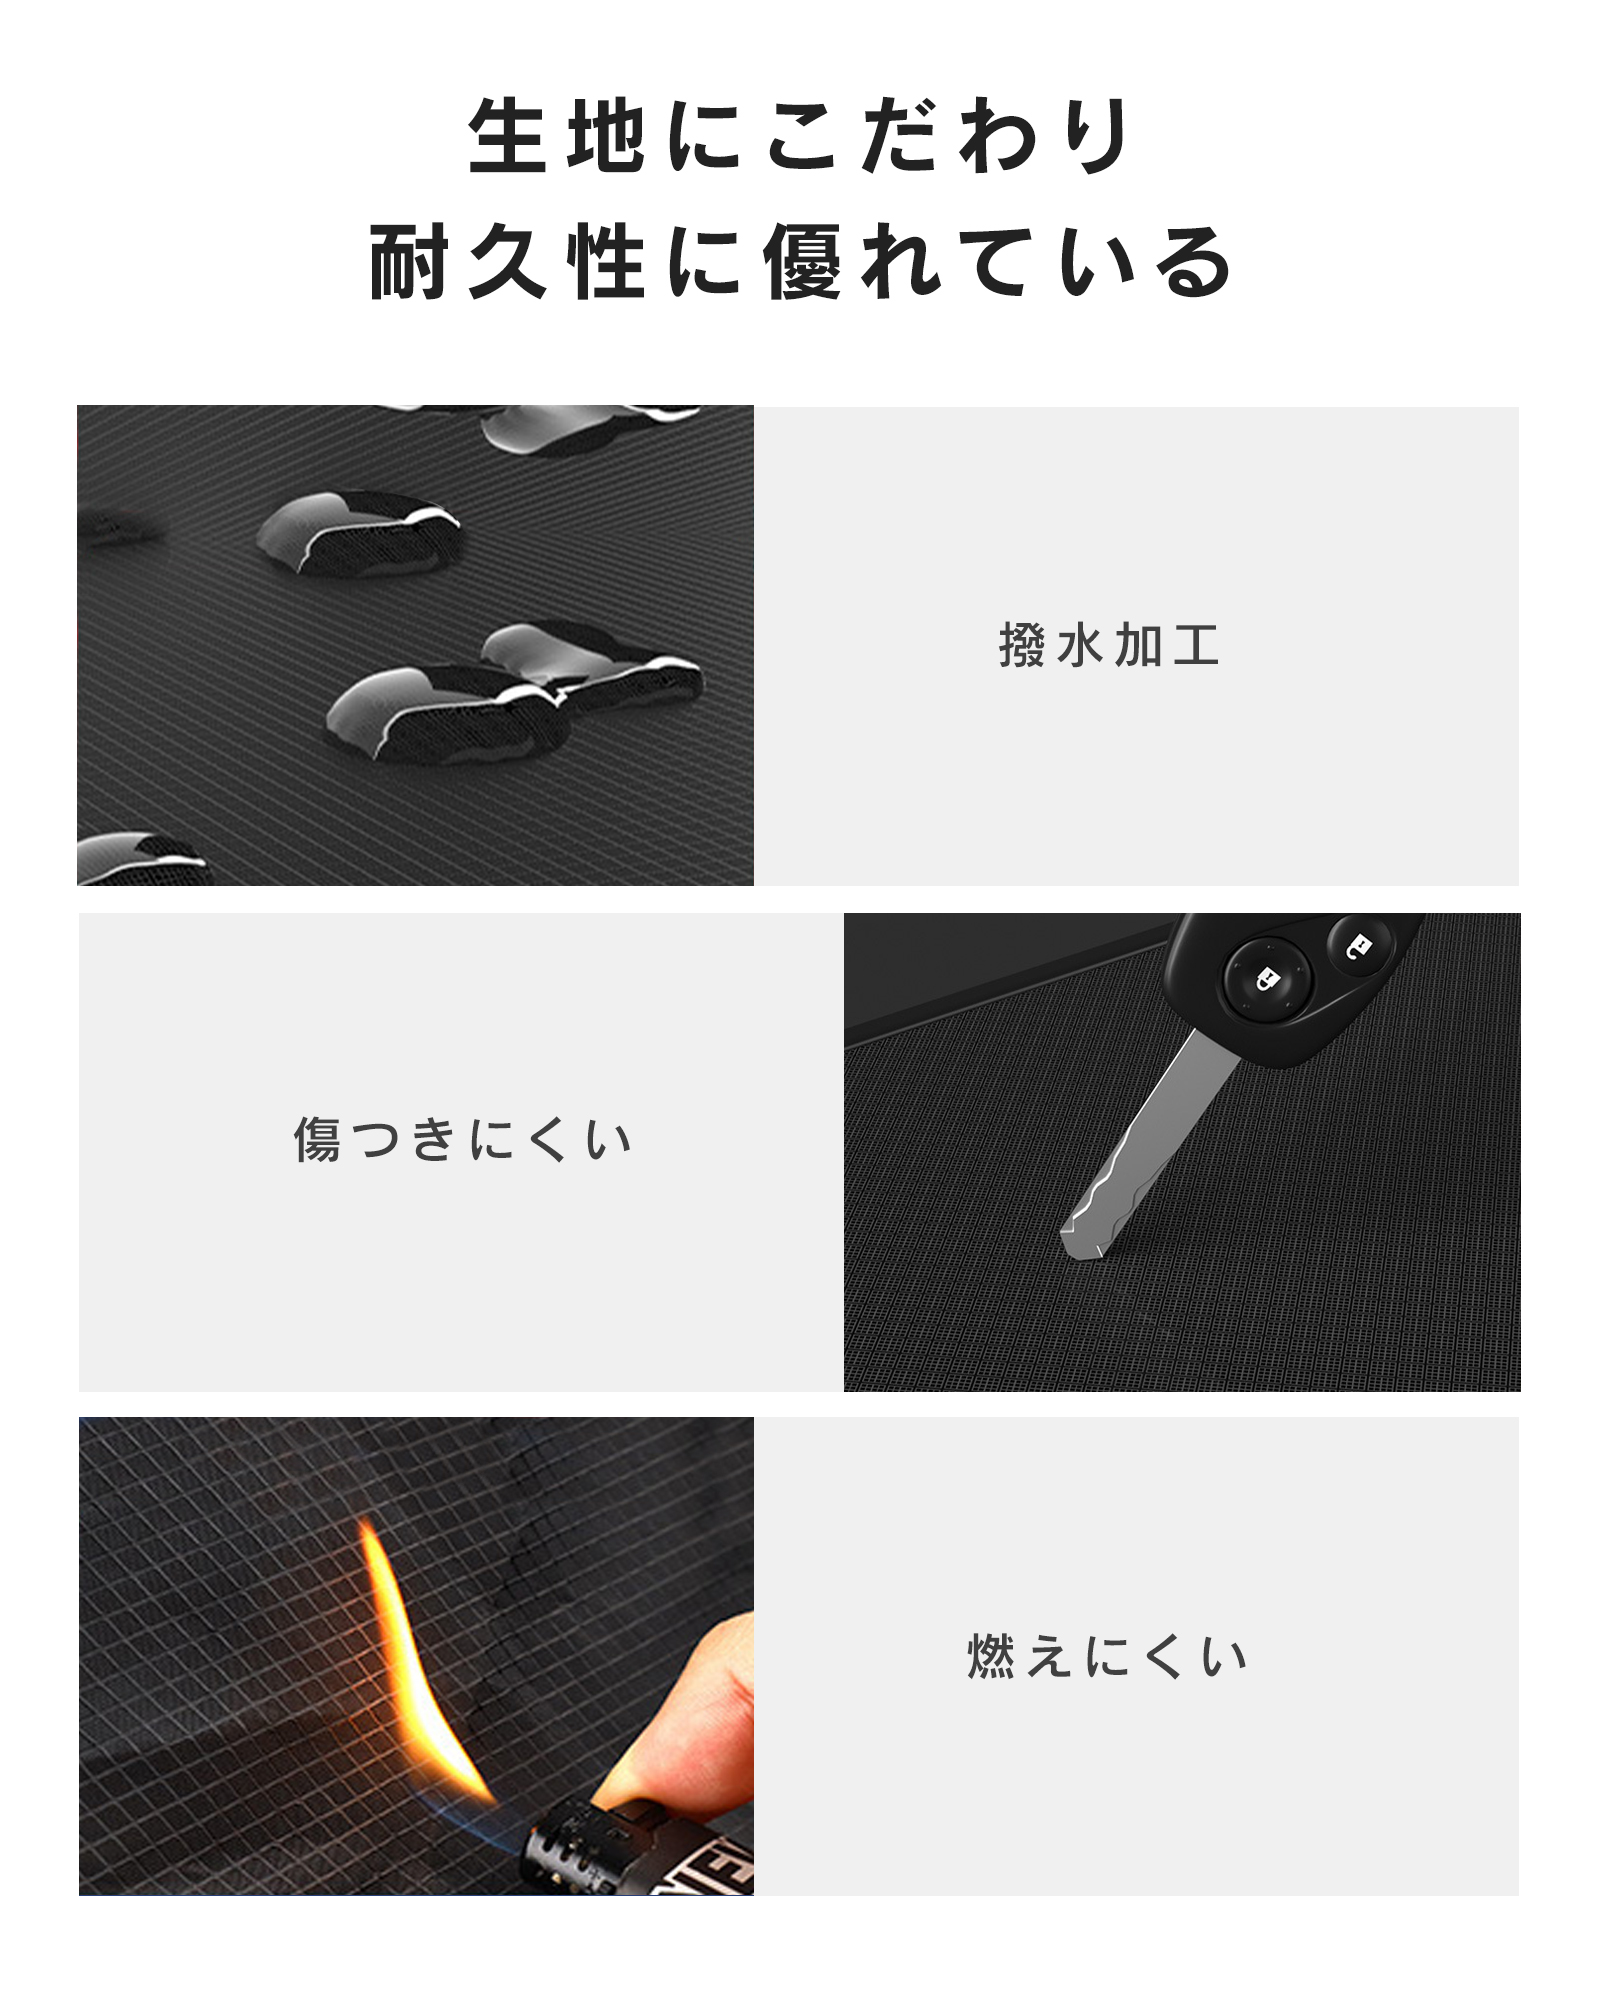 生地にこだわり
耐久性に優れている
撥水加工
傷つきにくい
燃えにくい